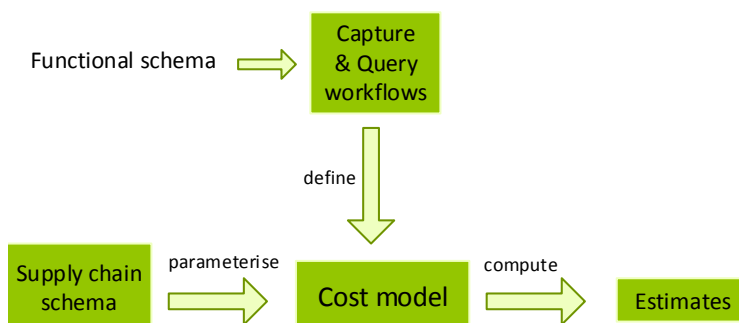 Functional schema
Capture
& Query
workflows
define
Supply chain
schema
parameterise
Cost model
compute
Estimates